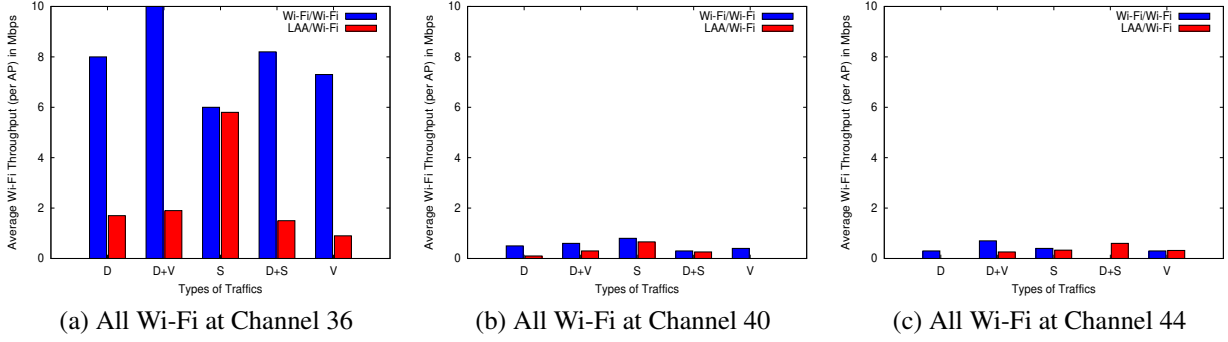 Average Wi-Fi Throughput (per AP) in Mbps
10
8
6
4
2
0
Wi-Fi/Wi-Fi
LAA/Wi-Fi
D D+V S D+S V
Types of Traffics
(a) All Wi-Fi at Channel 36
Average Wi-Fi Throughput (per AP) in Mbps
10
8
6
4
2
0
Wi-Fi/Wi-Fi
LAA/Wi-Fi
D D+V S D+S V
Types of Traffics
(b) All Wi-Fi at Channel 40
Average Wi-Fi Throughput (per AP) in Mbps
10
8
6
4
2
0
Wi-Fi/Wi-Fi
LAA/Wi-Fi
D D+V S D+S V
Types of Traffics
(c) All Wi-Fi at Channel 44